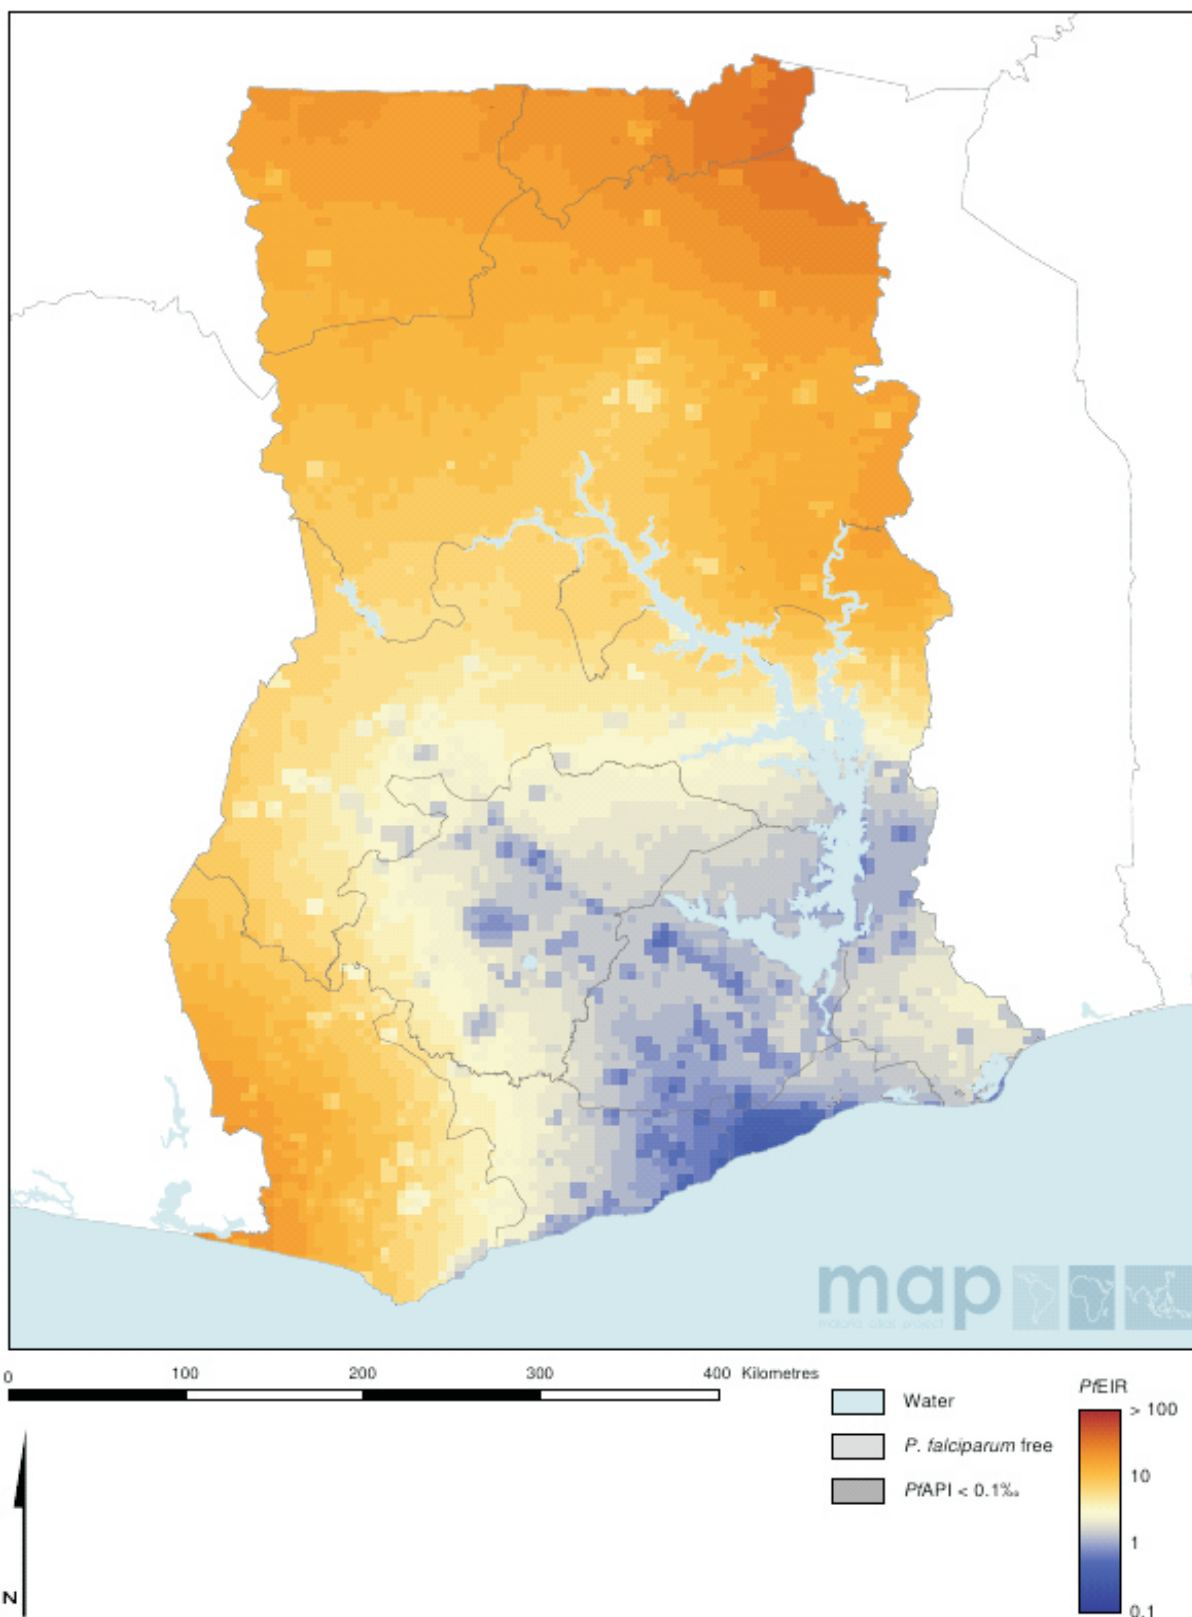 map
malaria atlas project
0 100 200 300 400 Kilometres
Water
P. falciparum free
PfAPI < 0.1‰
PfEIR
> 100
10
1
0.1
N